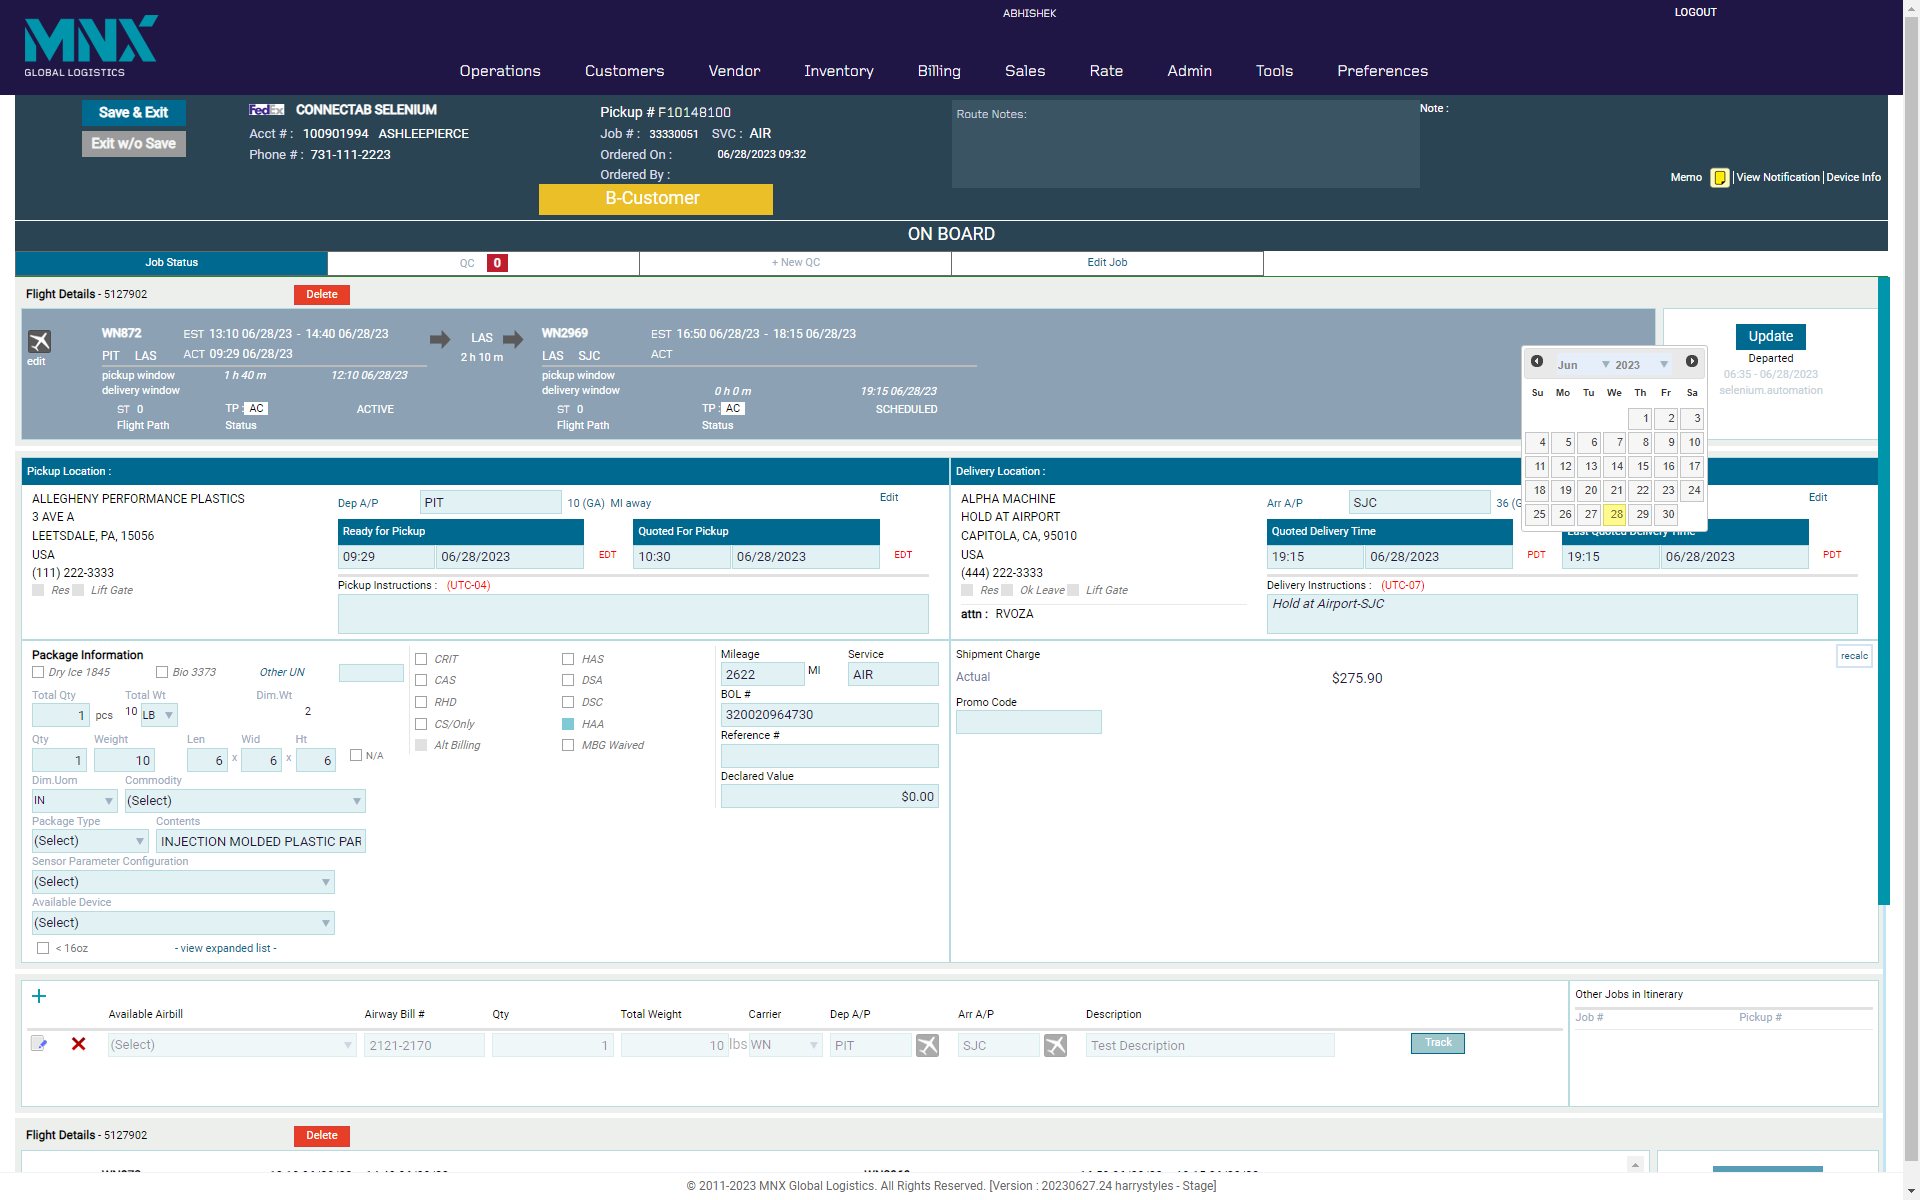 MNX
GLOBAL LOGISTICS
ABHISHEK
LOGOUT
Operations Customers Vendor Inventory Billing Sales Rate Admin Tools Preferences
Save & Exit
Exit w/o Save
FedEx CONNECTAB SELENIUM
Acct # : 100901994 ASHLEEPIERCE
Phone # : 731-111-2223
Pickup # F10148100
Job # : 33330051 SVC : AIR
Ordered On : 06/28/2023 09:32
Ordered By :
B-Customer
Route Notes:
Note :
Memo | View Notification | Device Info
ON BOARD
Job Status QC 0 + New QC Edit Job
Flight Details - 5127902 Delete
edit
WN872 EST 13:10 06/28/23 - 14:40 06/28/23
PIT LAS ACT 09:29 06/28/23
pickup window 1 h 40 m 12:10 06/28/23
delivery window
ST 0 TP : AC ACTIVE
Flight Path Status
LAS
2 h 10 m
WN2969 EST 16:50 06/28/23 - 18:15 06/28/23
LAS SJC ACT
pickup window
delivery window 0 h 0 m 19:15 06/28/23
ST 0 TP : AC SCHEDULED
Flight Path Status
Update
Departed
06:35 - 06/28/2023
selenium.automation
Jun 2023
Su Mo Tu We Th Fr Sa
1 2 3
4 5 6 7 8 9 10
11 12 13 14 15 16 17
18 19 20 21 22 23 24
25 26 27 28 29 30
Pickup Location :
ALLEGHENY PERFORMANCE PLASTICS
3 AVE A
LEETSDALE, PA, 15056
USA
(111) 222-3333
Res Lift Gate
Dep A/P PIT 10 (GA) MI away Edit
Ready for Pickup Quoted For Pickup
09:29 06/28/2023 EDT 10:30 06/28/2023 EDT
Pickup Instructions : (UTC-04)
Delivery Location :
ALPHA MACHINE
HOLD AT AIRPORT
CAPITOLA, CA, 95010
USA
(444) 222-3333
Res Ok Leave Lift Gate
attn : RVOZA
Arr A/P SJC 36 (G Edit
Quoted Delivery Time Last Quoted Delivery Time
19:15 06/28/2023 PDT 19:15 06/28/2023 PDT
Delivery Instructions : (UTC-07)
Hold at Airport-SJC
Package Information
Dry Ice 1845 Bio 3373 Other UN
Total Qty Total Wt Dim.Wt
1 pcs 10 LB 2
Qty Weight Len Wid Ht
1 10 6 x 6 x 6 N/A
Dim.Uom Commodity
IN (Select)
Package Type Contents
(Select) INJECTION MOLDED PLASTIC PAR
Sensor Parameter Configuration
(Select)
Available Device
(Select)
< 16oz - view expanded list -
CRIT HAS
CAS DSA
RHD DSC
CS/Only HAA
Alt Billing MBG Waived
Mileage Service
2622 MI AIR
BOL #
320020964730
Reference #
Declared Value
$0.00
Shipment Charge recalc
Actual $275.90
Promo Code
Available Airbill Airway Bill # Qty Total Weight Carrier Dep A/P Arr A/P Description
(Select) 2121-2170 1 10 lbs WN PIT SJC Test Description Track
Other Jobs in Itinerary
Job # Pickup #
Flight Details - 5127902 Delete
© 2011-2023 MNX Global Logistics. All Rights Reserved. [Version : 20230627.24 harrystyles - Stage]